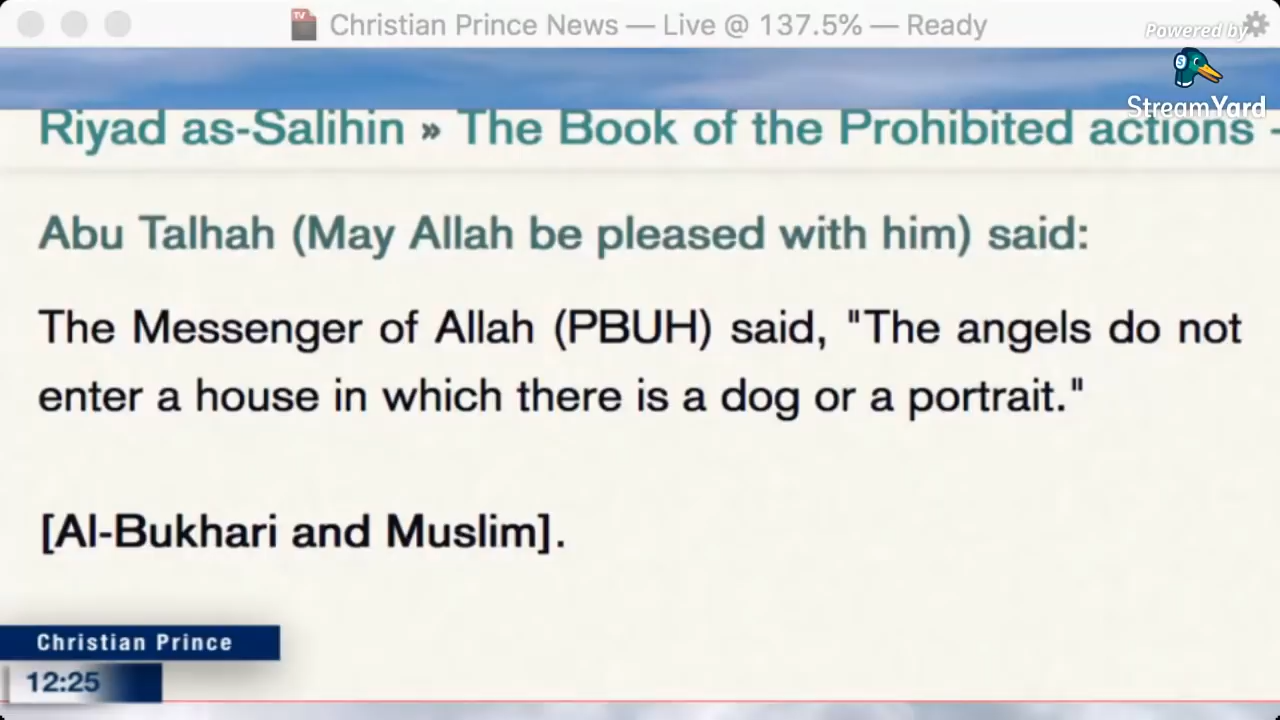 Christian Prince News — Live @ 137.5% — Ready
Powered by
StreamYard
Riyad as-Salihin » The Book of the Prohibited actions -
Abu Talhah (May Allah be pleased with him) said:
The Messenger of Allah (PBUH) said, "The angels do not
enter a house in which there is a dog or a portrait."
[Al-Bukhari and Muslim].
Christian Prince
12:25